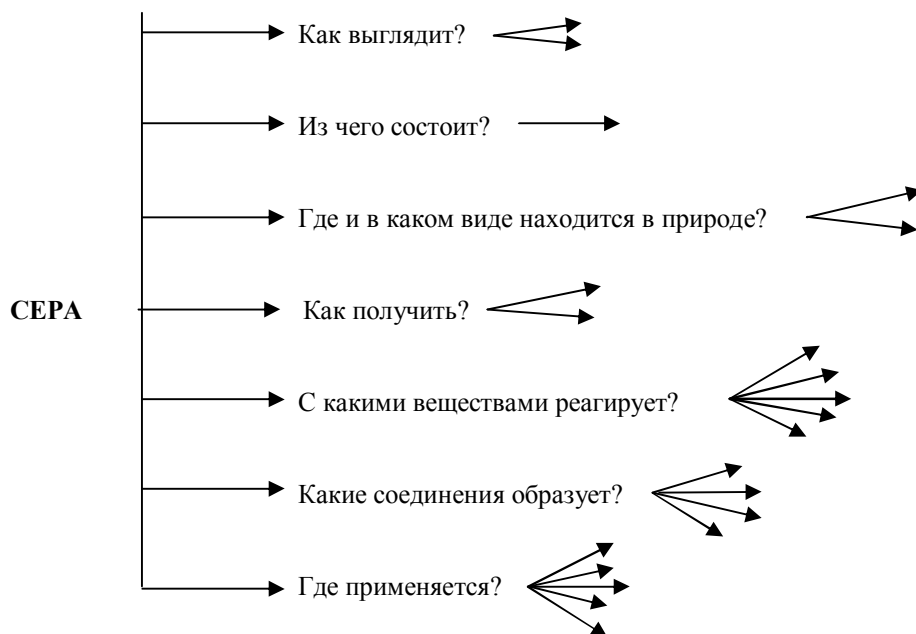 Как выглядит?
Из чего состоит?
Где и в каком виде находится в природе?
СЕРА
Как получить?
С какими веществами реагирует?
Какие соединения образует?
Где применяется?